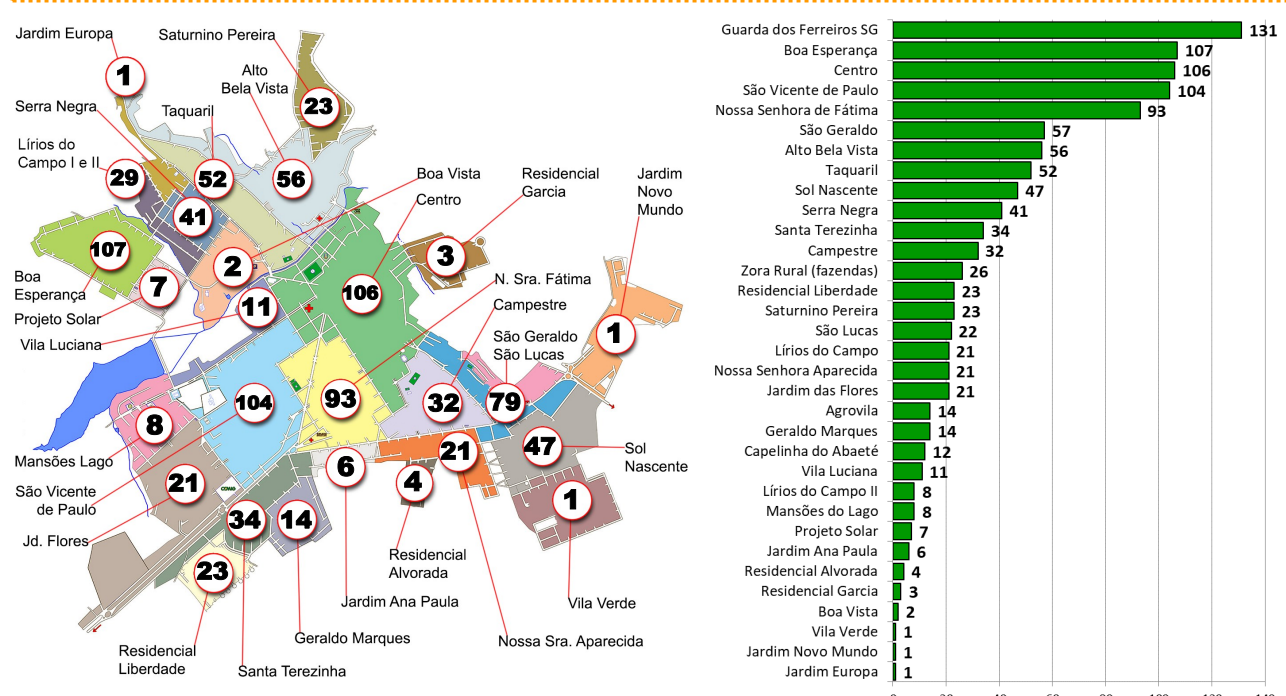 Jardim Europa
1
Saturnino Pereira
23
Alto
Bela Vista
56
Serra Negra
41
Taquaril
52
Lírios do
Campo I e II
29
Boa Vista
2
Centro
106
Residencial
Garcia
3
Jardim
Novo
Mundo
1
Boa
Esperança
107
Projeto Solar
7
Vila Luciana
11
N. Sra. Fátima
93
Campestre
32
São Geraldo
São Lucas
79
Mansões Lago
8
São Vicente
de Paulo
104
Jd. Flores
21
Sol
Nascente
47
Residencial
Liberdade
23
Santa Terezinha
34
Geraldo Marques
14
Jardim Ana Paula
6
Residencial
Alvorada
4
Nossa Sra. Aparecida
21
Vila Verde
1
Guarda dos Ferreiros SG 131
Boa Esperança 107
Centro 106
São Vicente de Paulo 104
Nossa Senhora de Fátima 93
São Geraldo 57
Alto Bela Vista 56
Taquaril 52
Sol Nascente 47
Serra Negra 41
Santa Terezinha 34
Campestre 32
Zora Rural (fazendas) 26
Residencial Liberdade 23
Saturnino Pereira 23
São Lucas 22
Lírios do Campo 21
Nossa Senhora Aparecida 21
Jardim das Flores 21
Agrovila 14
Geraldo Marques 14
Capelinha do Abaeté 12
Vila Luciana 11
Lírios do Campo II 8
Mansões do Lago 8
Projeto Solar 7
Jardim Ana Paula 6
Residencial Alvorada 4
Residencial Garcia 3
Boa Vista 2
Vila Verde 1
Jardim Novo Mundo 1
Jardim Europa 1